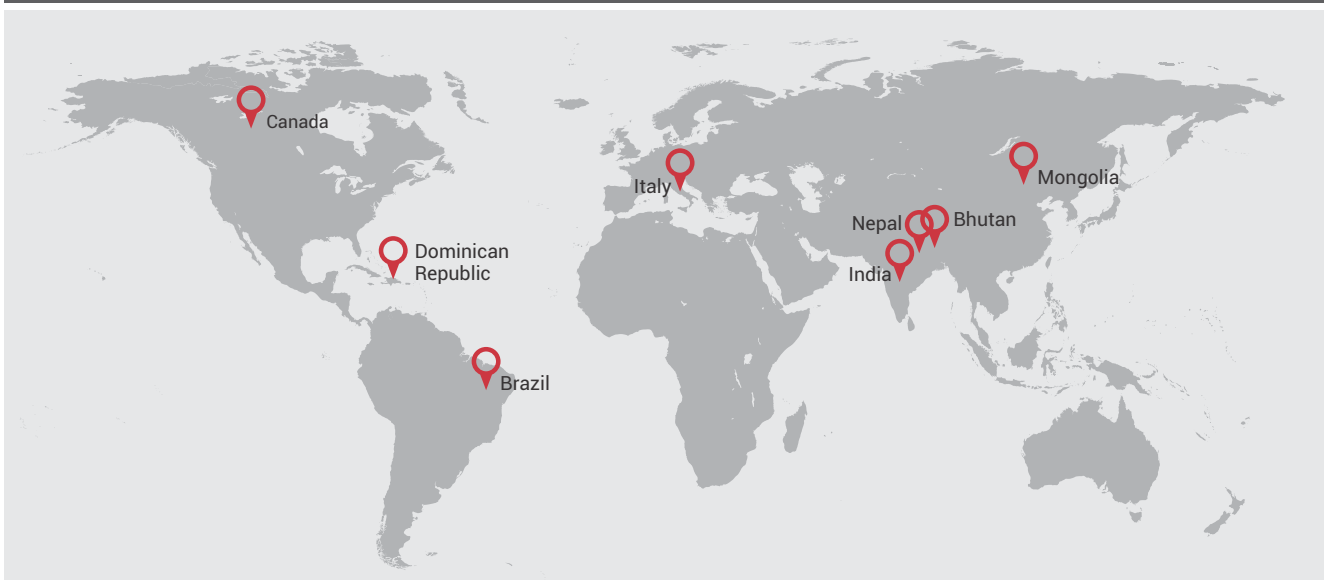 Canada
Italy
Mongolia
Nepal
Bhutan
India
Dominican
Republic
Brazil